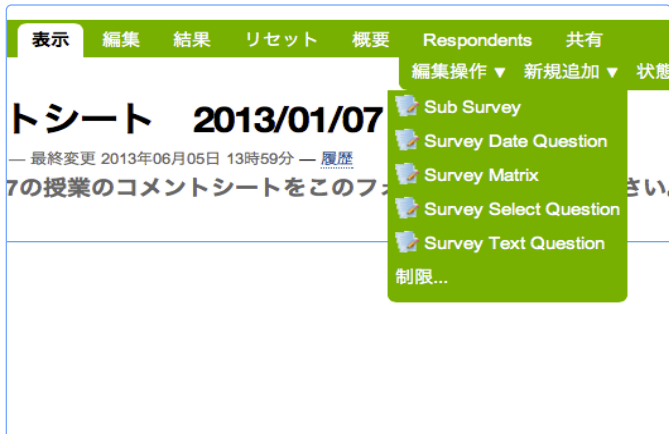 表示 編集 結果 リセット 概要 Respondents 共有
編集操作 ▼ 新規追加 ▼ 状態
トシート 2013/01/07
— 最終変更 2013年06月05日 13時59分 — 履歴
7の授業のコメントシートをこのフォ さい。
Sub Survey
Survey Date Question
Survey Matrix
Survey Select Question
Survey Text Question
制限...